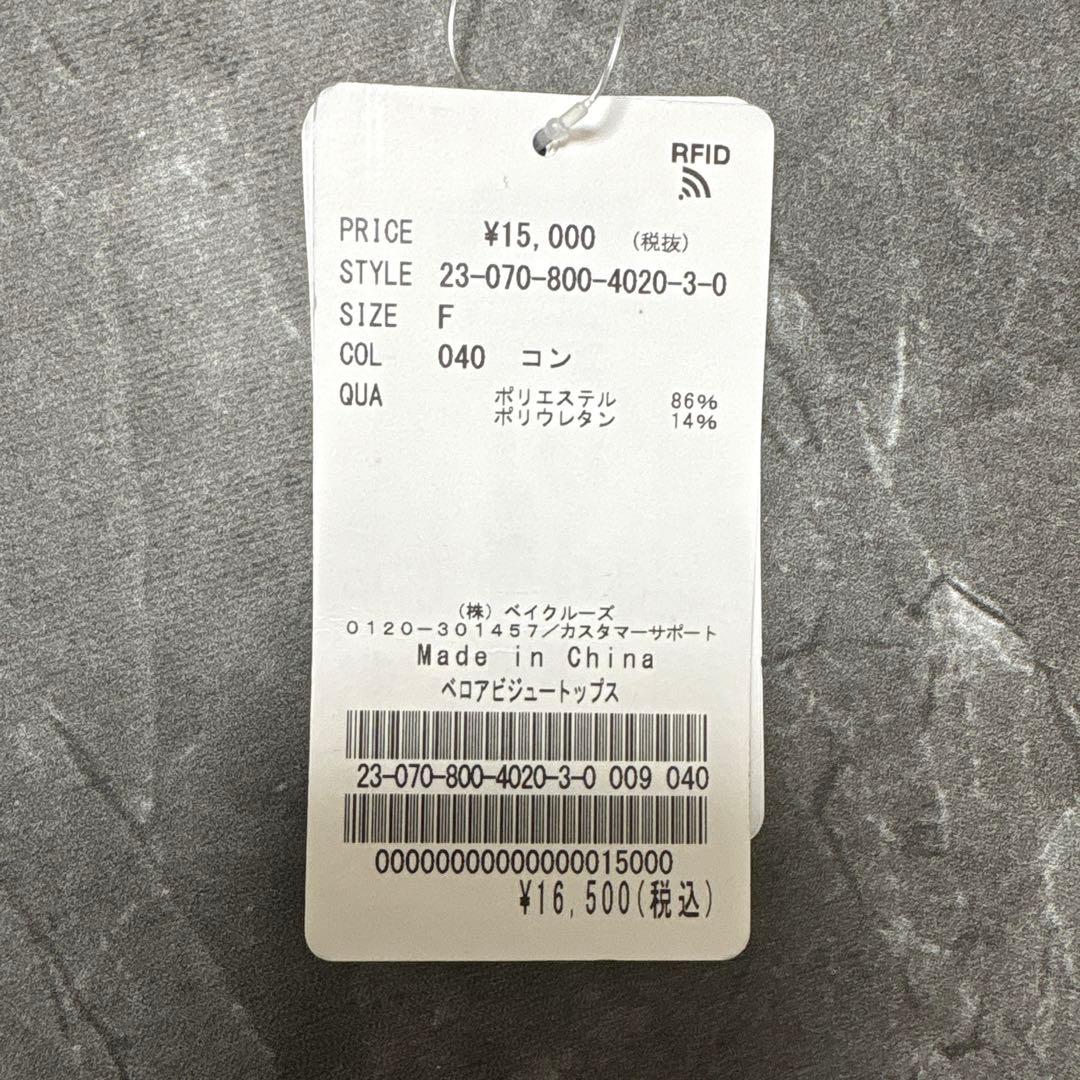 RFID
PRICE ¥15,000 (税抜)
STYLE 23-070-800-4020-3-0
SIZE F
COL 040 コン
QUA ポリエステル 86%
ポリウレタン 14%
(株) ベイクルーズ
0120-301457/カスタマーサポート
Made in China
ベロアビジュートップス
23-070-800-4020-3-0 009 040
00000000000000015000
¥16,500(税込)